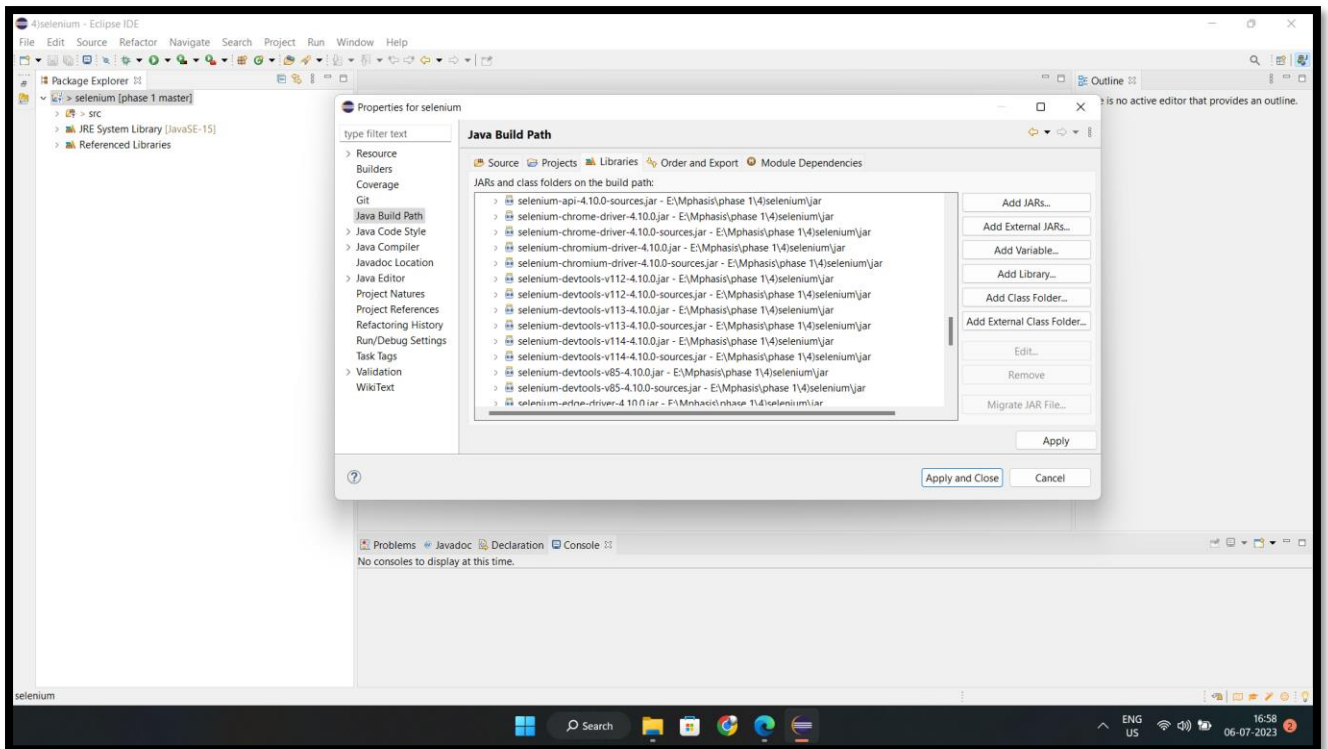 4)selenium - Eclipse IDE
File Edit Source Refactor Navigate Search Project Run Window Help
Package Explorer
> selenium [phase 1 master]
> src
JRE System Library [JavaSE-15]
Referenced Libraries
Outline
e is no active editor that provides an outline.
Properties for selenium
type filter text
Resource
Builders
Coverage
Git
Java Build Path
Java Code Style
Java Compiler
Javadoc Location
Java Editor
Project Natures
Project References
Refactoring History
Run/Debug Settings
Task Tags
Validation
WikiText
Java Build Path
Source Projects Libraries Order and Export Module Dependencies
JARs and class folders on the build path:
selenium-api-4.10.0-sources.jar - E:\Mphasis\phase 1\4)selenium\jar
selenium-chrome-driver-4.10.0.jar - E:\Mphasis\phase 1\4)selenium\jar
selenium-chrome-driver-4.10.0-sources.jar - E:\Mphasis\phase 1\4)selenium\jar
selenium-chromium-driver-4.10.0.jar - E:\Mphasis\phase 1\4)selenium\jar
selenium-chromium-driver-4.10.0-sources.jar - E:\Mphasis\phase 1\4)selenium\jar
selenium-devtools-v112-4.10.0.jar - E:\Mphasis\phase 1\4)selenium\jar
selenium-devtools-v112-4.10.0-sources.jar - E:\Mphasis\phase 1\4)selenium\jar
selenium-devtools-v113-4.10.0.jar - E:\Mphasis\phase 1\4)selenium\jar
selenium-devtools-v113-4.10.0-sources.jar - E:\Mphasis\phase 1\4)selenium\jar
selenium-devtools-v114-4.10.0.jar - E:\Mphasis\phase 1\4)selenium\jar
selenium-devtools-v114-4.10.0-sources.jar - E:\Mphasis\phase 1\4)selenium\jar
selenium-devtools-v85-4.10.0.jar - E:\Mphasis\phase 1\4)selenium\jar
selenium-devtools-v85-4.10.0-sources.jar - E:\Mphasis\phase 1\4)selenium\jar
selenium-edge-driver-4.10.0.jar - E:\Mphasis\phase 1\4)selenium\jar
Add JARs...
Add External JARs...
Add Variable...
Add Library...
Add Class Folder...
Add External Class Folder...
Edit...
Remove
Migrate JAR File...
Apply
Apply and Close Cancel
Problems Javadoc Declaration Console
No consoles to display at this time.
selenium
Search
ENG
US
16:58
06-07-2023
2